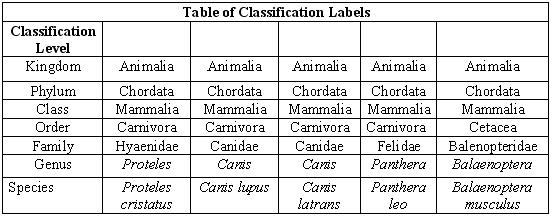 Table of Classification Labels
Classification
Level
Kingdom Animalia Animalia Animalia Animalia Animalia
Phylum Chordata Chordata Chordata Chordata Chordata
Class Mammalia Mammalia Mammalia Mammalia Mammalia
Order Carnivora Carnivora Carnivora Carnivora Cetacea
Family Hyaenidae Canidae Canidae Felidae Balenopteridae
Genus Proteles Canis Canis Panthera Balaenoptera
Species Proteles cristatus Canis lupus Canis latrans Panthera leo Balaenoptera musculus